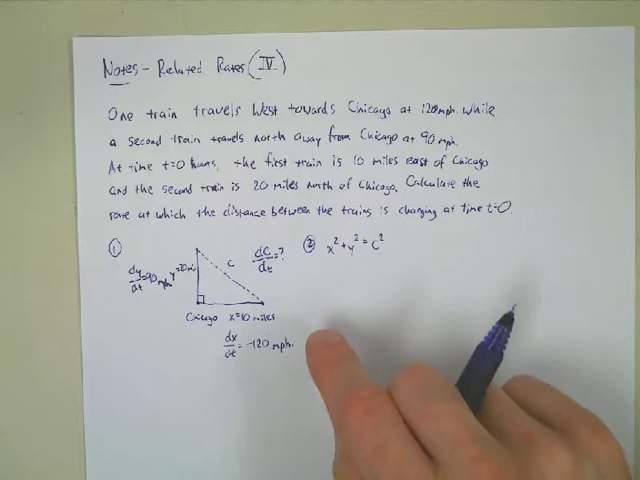 Notes - Related Rates (IV)
One train travels West towards Chicago at 120mph. while
a second train travels north away from Chicago at 90 mph.
At time t=0 hours, the first train is 10 miles east of Chicago
and the second train is 20 miles north of Chicago. Calculate the
rate at which the distance between the trains is changing at time t=0.
① dy/dt = 90 mph y=20mi c dC/dt = ?
Chicago x=10 miles
dx/dt = -120 mph.
② x² + y² = c²